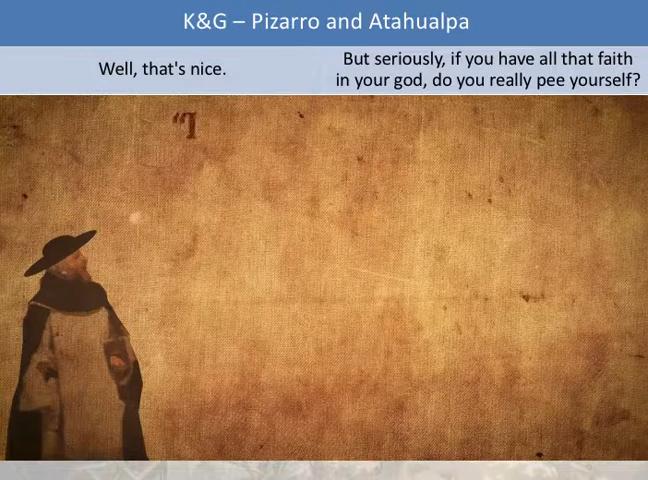 K&G – Pizarro and Atahualpa
Well, that's nice.
But seriously, if you have all that faith
in your god, do you really pee yourself?
“I